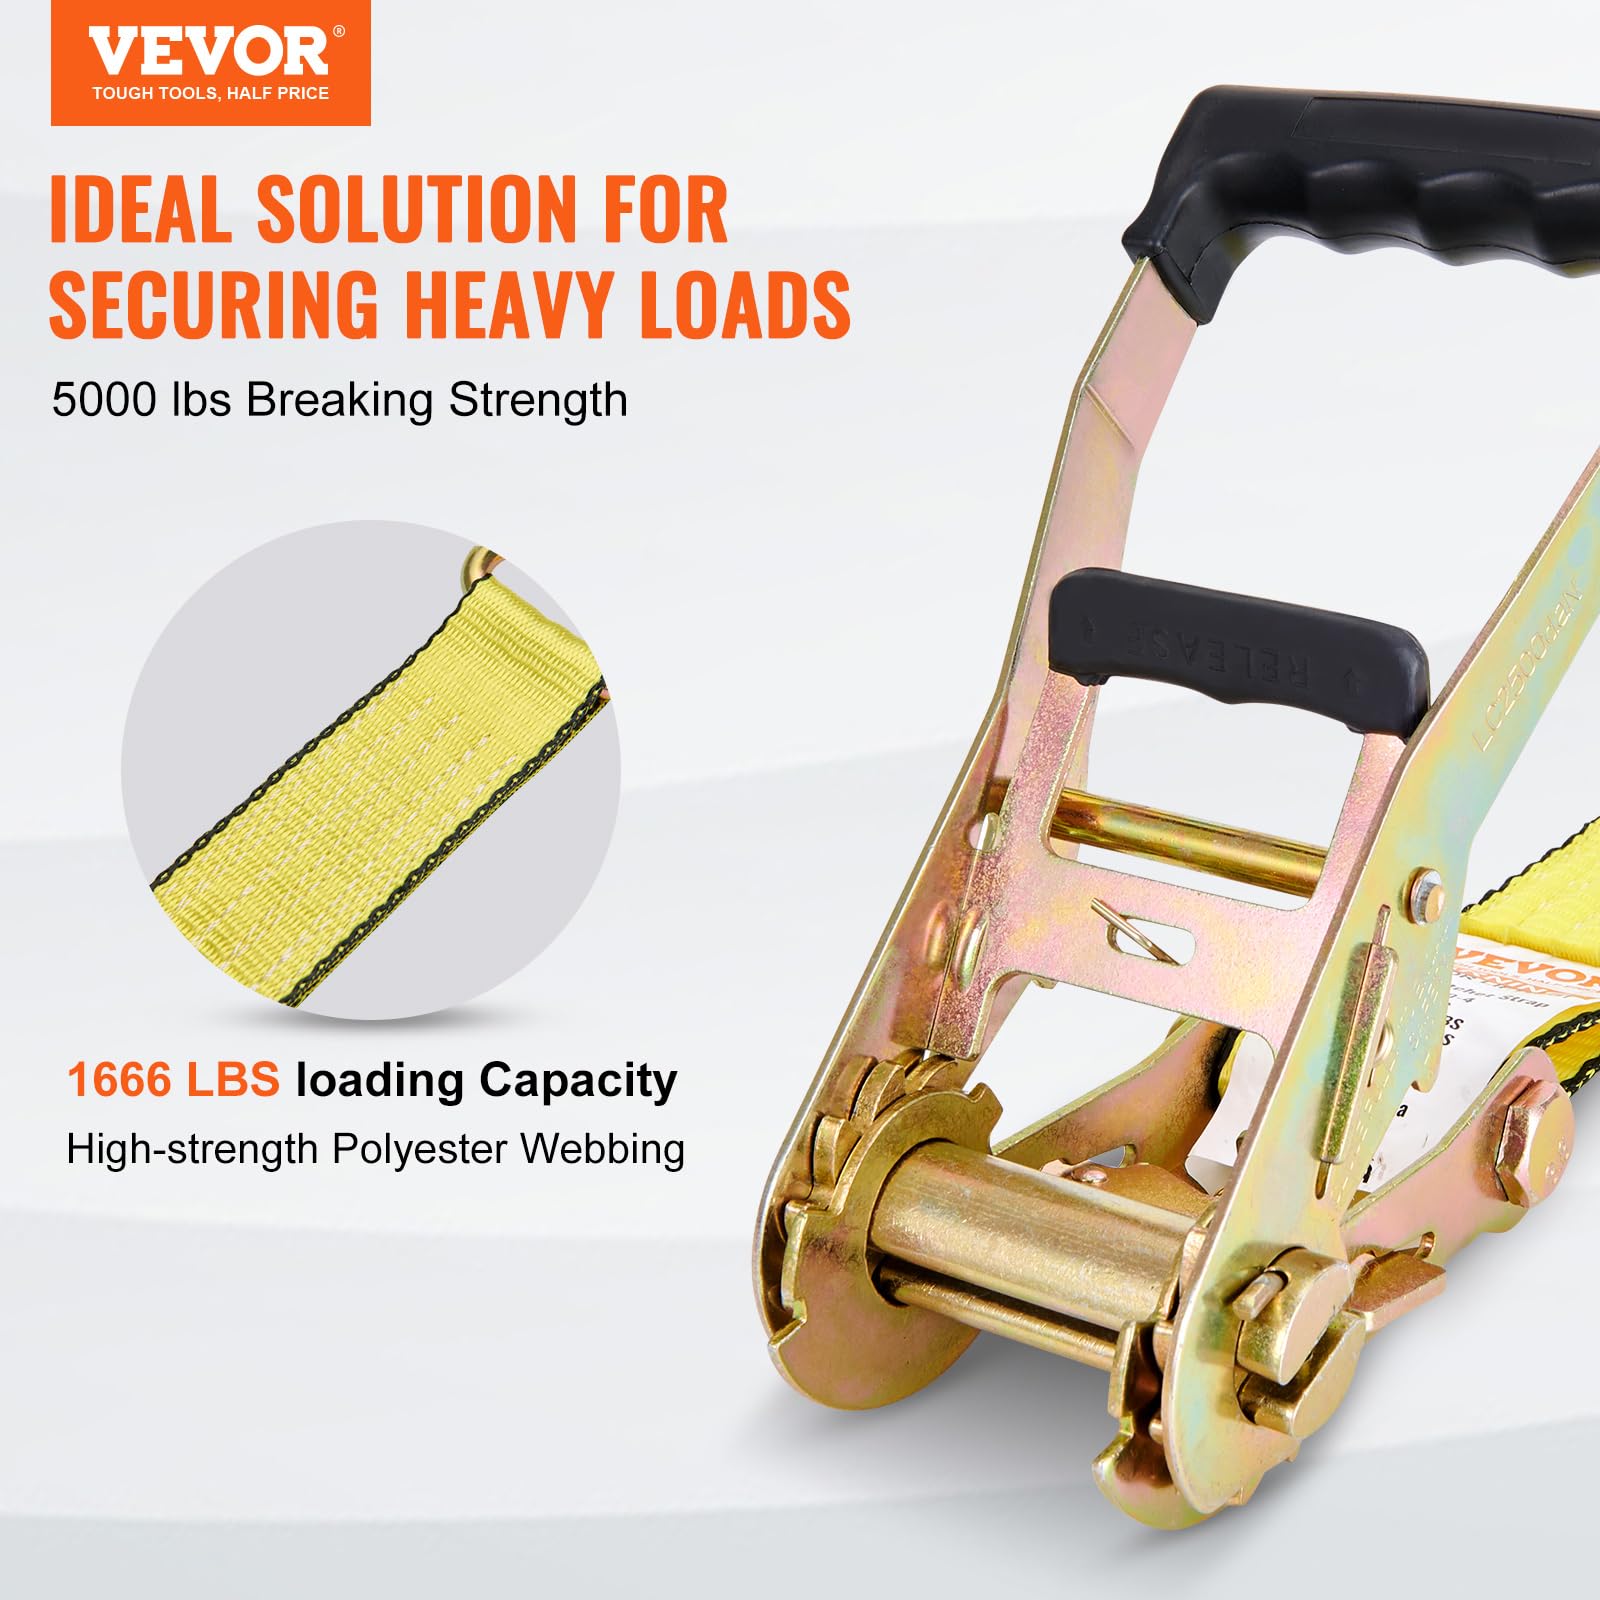 VEVOR®
TOUGH TOOLS, HALF PRICE
IDEAL SOLUTION FOR
SECURING HEAVY LOADS
5000 lbs Breaking Strength
RELEASE
VEVOR
Strap
1666 LBS loading Capacity
High-strength Polyester Webbing